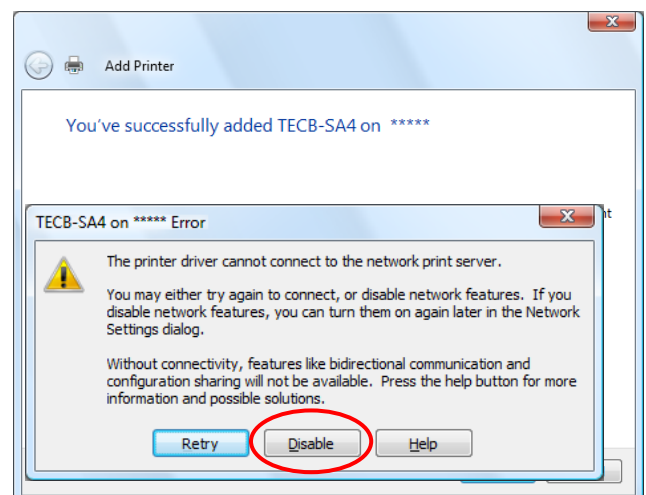 Add Printer
You've successfully added TECB-SA4 on *****
nt
TECB-SA4 on ***** Error
The printer driver cannot connect to the network print server.
You may either try again to connect, or disable network features. If you
disable network features, you can turn them on again later in the Network
Settings dialog.
Without connectivity, features like bidirectional communication and
configuration sharing will not be available. Press the help button for more
information and possible solutions.
Retry Disable Help